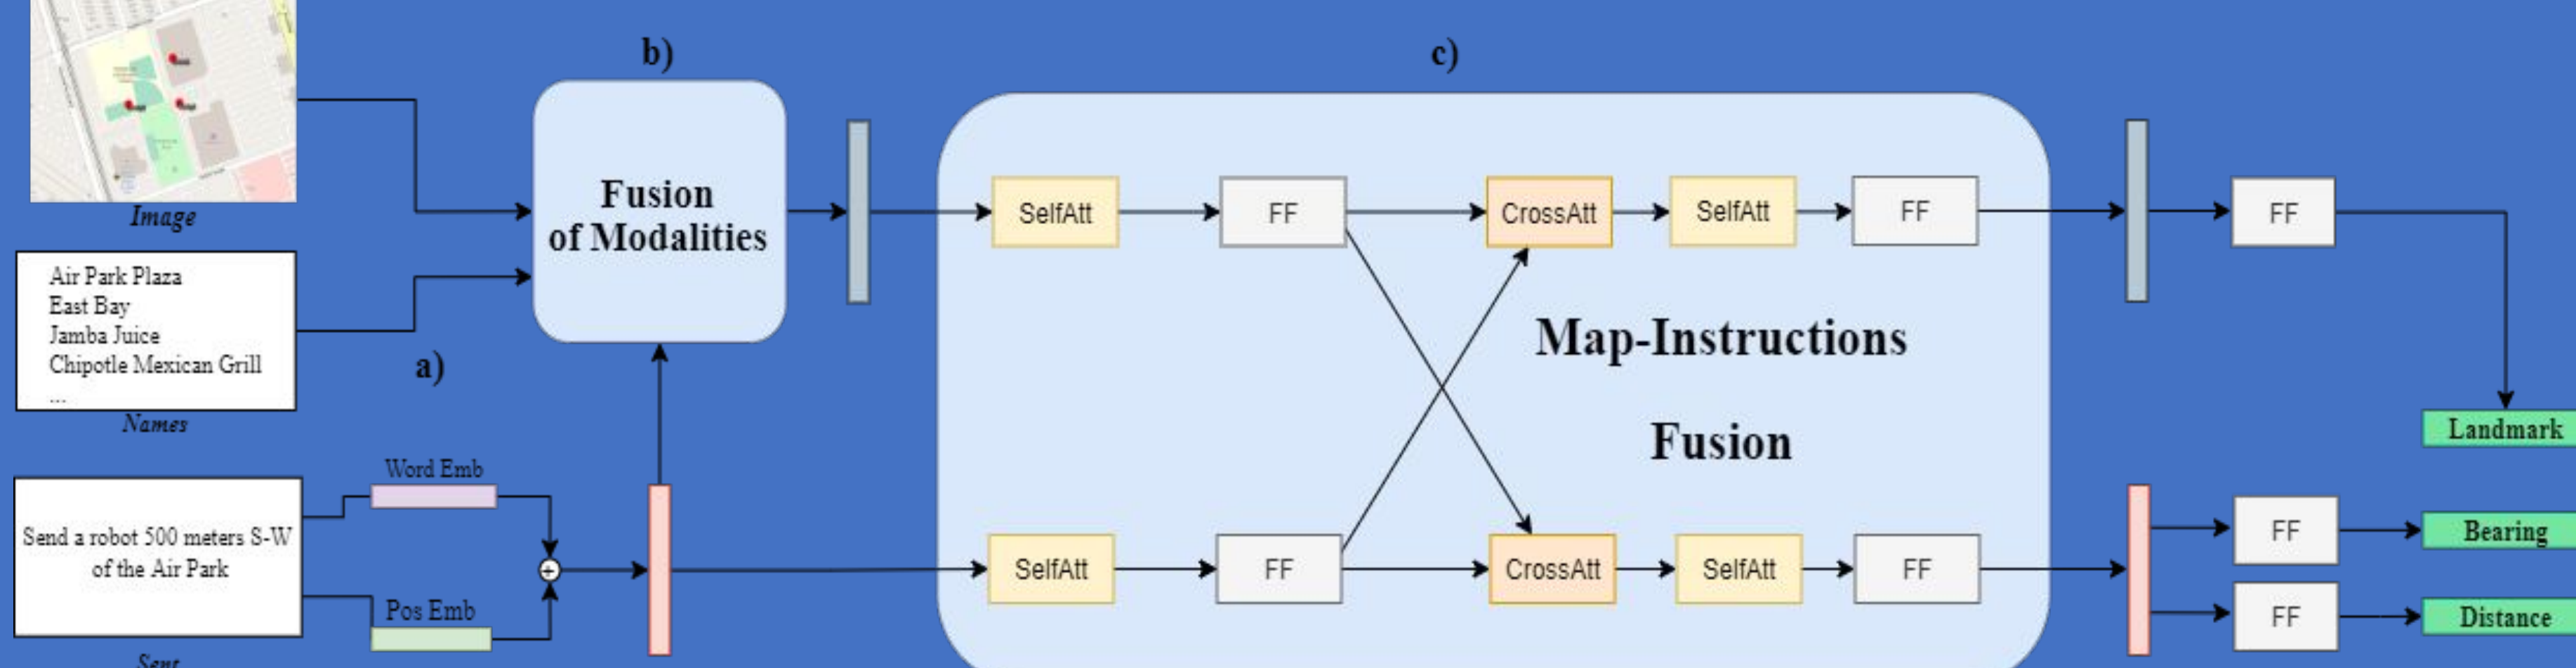 b)
c)
Fusion
of Modalities
SelfAtt
FF
CrossAtt
SelfAtt
FF
FF
Image
Air Park Plaza
East Bay
Jamba Juice
Chipotle Mexican Grill
...
a)
Names
Map-Instructions
Fusion
Landmark
Word Emb
Send a robot 500 meters S-W
of the Air Park
+
Pos Emb
Sent
SelfAtt
FF
CrossAtt
SelfAtt
FF
FF
Bearing
FF
Distance